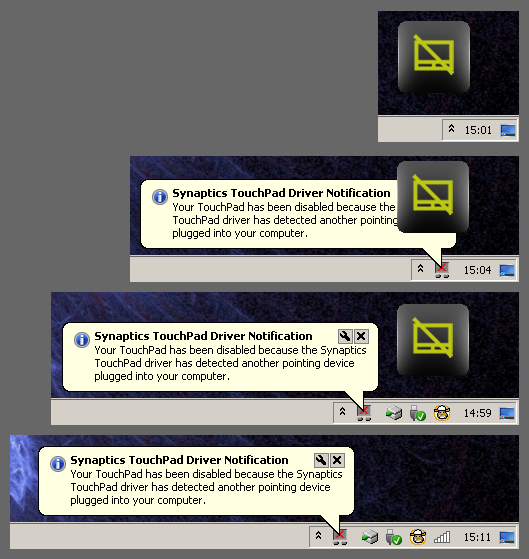 15:01
Synaptics TouchPad Driver Notification
Your TouchPad has been disabled because the
TouchPad driver has detected another pointing
plugged into your computer.
15:04
Synaptics TouchPad Driver Notification
Your TouchPad has been disabled because the Synaptics
TouchPad driver has detected another pointing device
plugged into your computer.
14:59
Synaptics TouchPad Driver Notification
Your TouchPad has been disabled because the Synaptics
TouchPad driver has detected another pointing device
plugged into your computer.
15:11